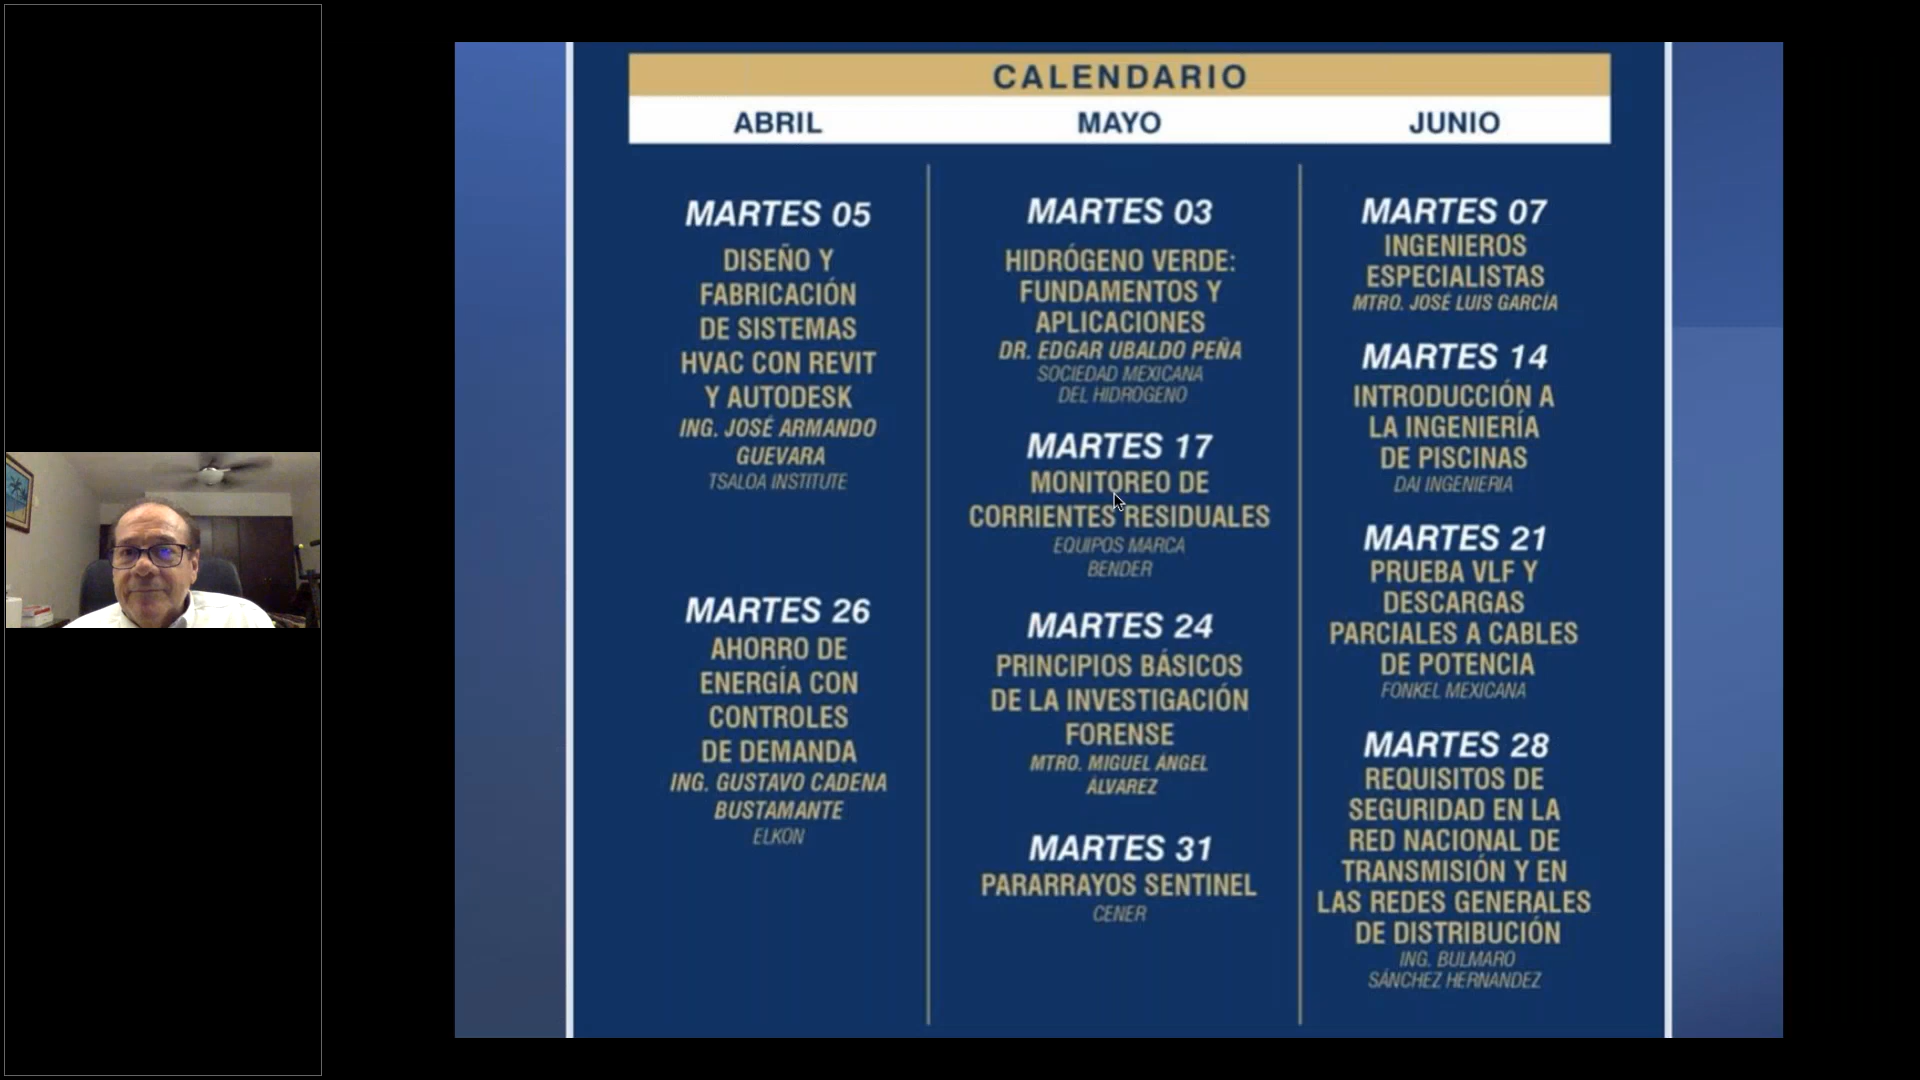 CALENDARIO
ABRIL
MAYO
JUNIO
MARTES 05
DISEÑO Y
FABRICACIÓN
DE SISTEMAS
HVAC CON REVIT
Y AUTODESK
ING. JOSÉ ARMANDO
GUEVARA
TSALOA INSTITUTE
MARTES 26
AHORRO DE
ENERGÍA CON
CONTROLES
DE DEMANDA
ING. GUSTAVO CADENA
BUSTAMANTE
ELKON
MARTES 03
HIDRÓGENO VERDE:
FUNDAMENTOS Y
APLICACIONES
DR. EDGAR UBALDO PEÑA
SOCIEDAD MEXICANA
DEL HIDROGENO
MARTES 17
MONITOREO DE
CORRIENTES RESIDUALES
EQUIPOS MARCA
BENDER
MARTES 24
PRINCIPIOS BÁSICOS
DE LA INVESTIGACIÓN
FORENSE
MTRO. MIGUEL ÁNGEL
ÁLVAREZ
MARTES 31
PARARRAYOS SENTINEL
CENER
MARTES 07
INGENIEROS
ESPECIALISTAS
MTRO. JOSÉ LUIS GARCÍA
MARTES 14
INTRODUCCIÓN A
LA INGENIERÍA
DE PISCINAS
DAI INGENIERIA
MARTES 21
PRUEBA VLF Y
DESCARGAS
PARCIALES A CABLES
DE POTENCIA
FONKEL MEXICANA
MARTES 28
REQUISITOS DE
SEGURIDAD EN LA
RED NACIONAL DE
TRANSMISIÓN Y EN
LAS REDES GENERALES
DE DISTRIBUCIÓN
ING. BULMARO
SÁNCHEZ HERNANDEZ